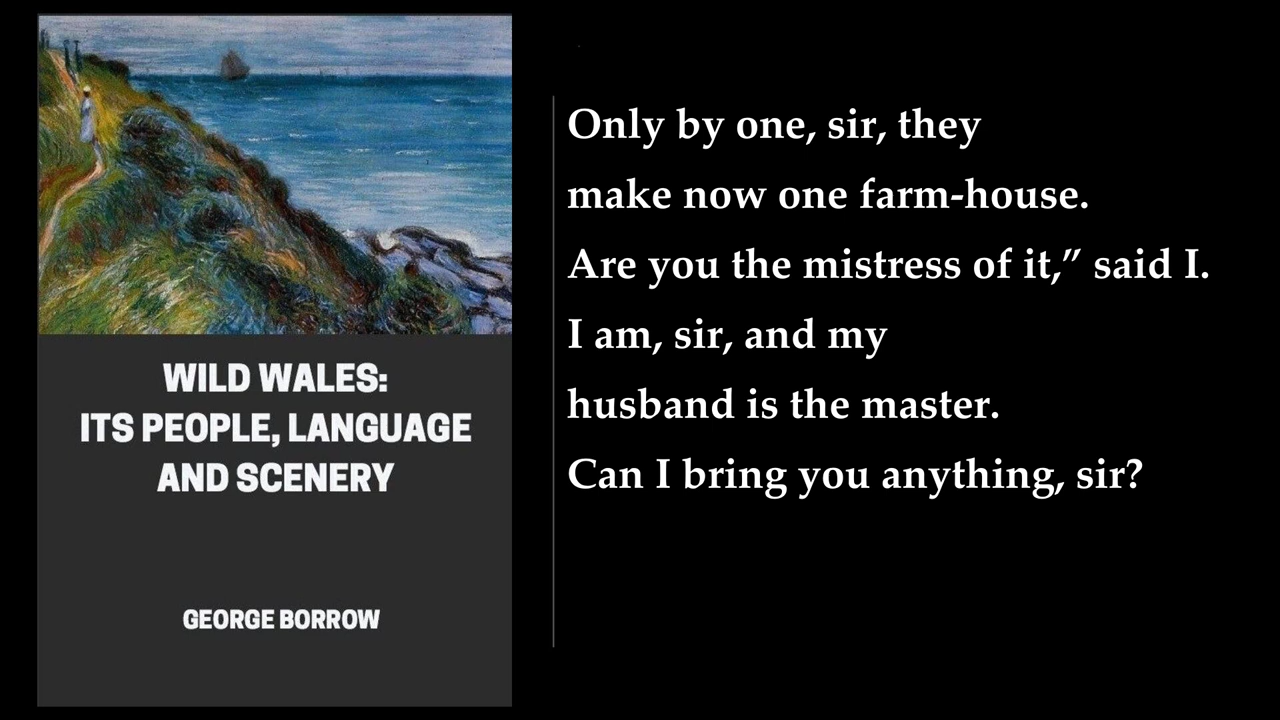 WILD WALES:
ITS PEOPLE, LANGUAGE
AND SCENERY
GEORGE BORROW
Only by one, sir, they
make now one farm-house.
Are you the mistress of it,” said I.
I am, sir, and my
husband is the master.
Can I bring you anything, sir?